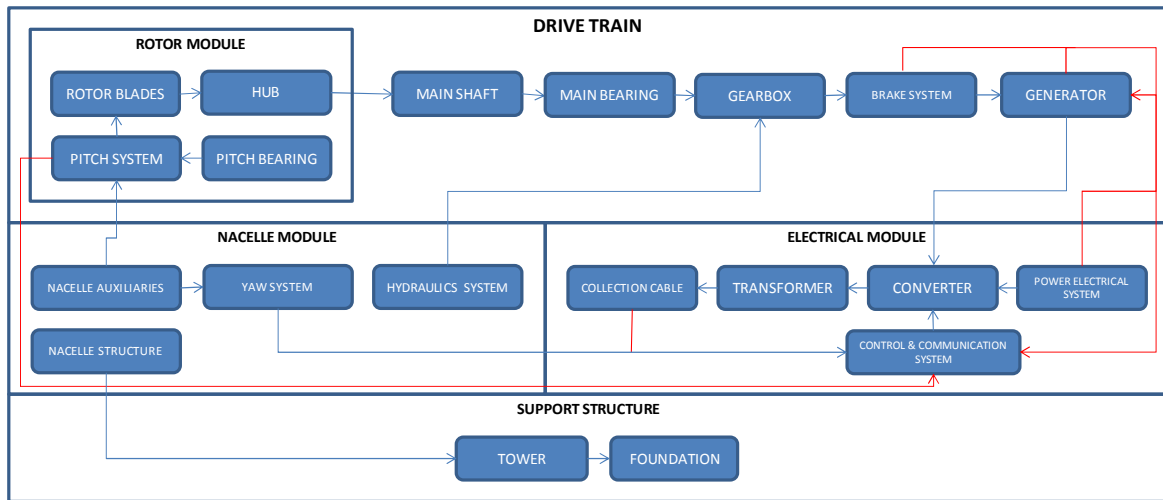 DRIVE TRAIN
ROTOR MODULE
ROTOR BLADES
HUB
MAIN SHAFT
MAIN BEARING
GEARBOX
BRAKE SYSTEM
GENERATOR
PITCH SYSTEM
PITCH BEARING
NACELLE MODULE
NACELLE AUXILIARIES
YAW SYSTEM
HYDRAULICS SYSTEM
NACELLE STRUCTURE
ELECTRICAL MODULE
COLLECTION CABLE
TRANSFORMER
CONVERTER
POWER ELECTRICAL
SYSTEM
CONTROL & COMMUNICATION
SYSTEM
SUPPORT STRUCTURE
TOWER
FOUNDATION